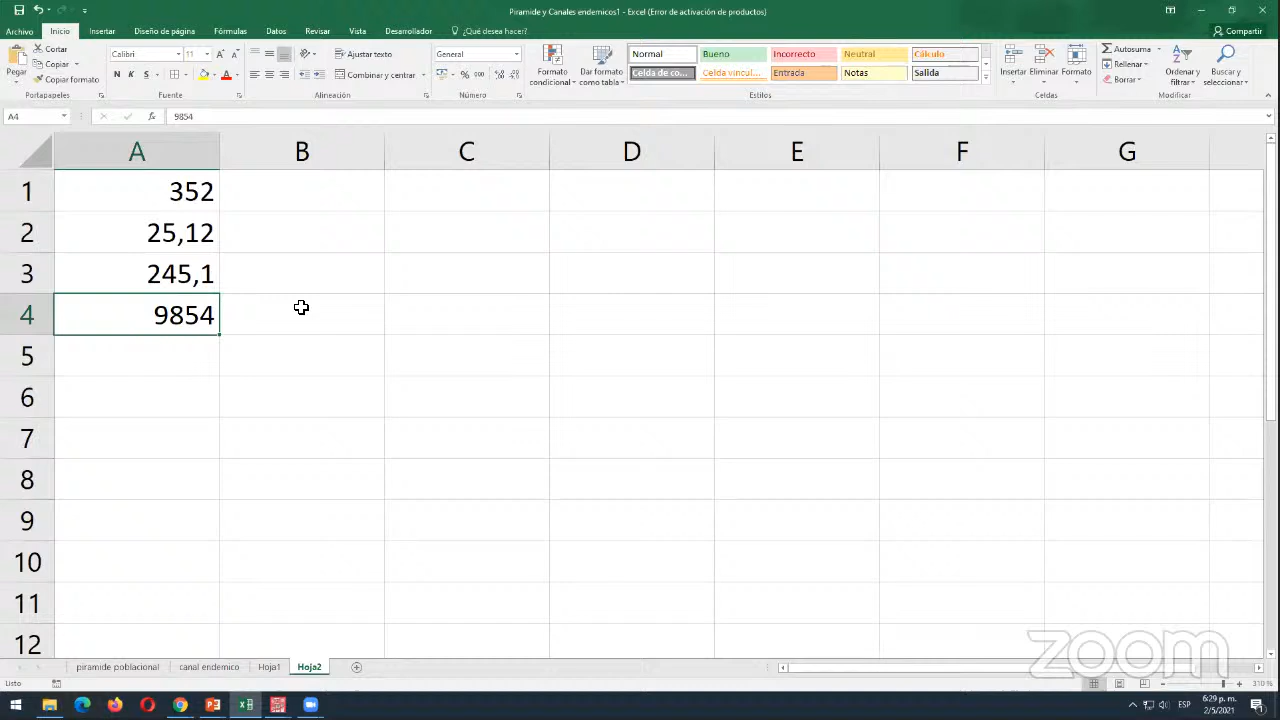 Piramide y Canales endemicos1 - Excel (Error de activación de productos)
Archivo Inicio Insertar Diseño de página Fórmulas Datos Revisar Vista Desarrollador ¿Qué desea hacer? Compartir
Cortar
Copiar
Copiar formato
Pegar
Portapapeles
Calibri 11
N K S
Fuente
Ajustar texto
Combinar y centrar
Alineación
General
% 000
Número
Formato condicional
Dar formato como tabla
Normal Bueno Incorrecto Neutral Cálculo
Celda de co... Celda vincul... Entrada Notas Salida
Estilos
Insertar Eliminar Formato
Celdas
Autosuma
Rellenar
Borrar
Ordenar y filtrar
Buscar y seleccionar
Modificar
A4 fx 9854
A B C D E F G
1 352
2 25,12
3 245,1
4 9854
5
6
7
8
9
10
11
12
zoom
piramide poblacional canal endemico Hoja1 Hoja2
Listo 310 %
ESP
6:29 p. m.
2/5/2021